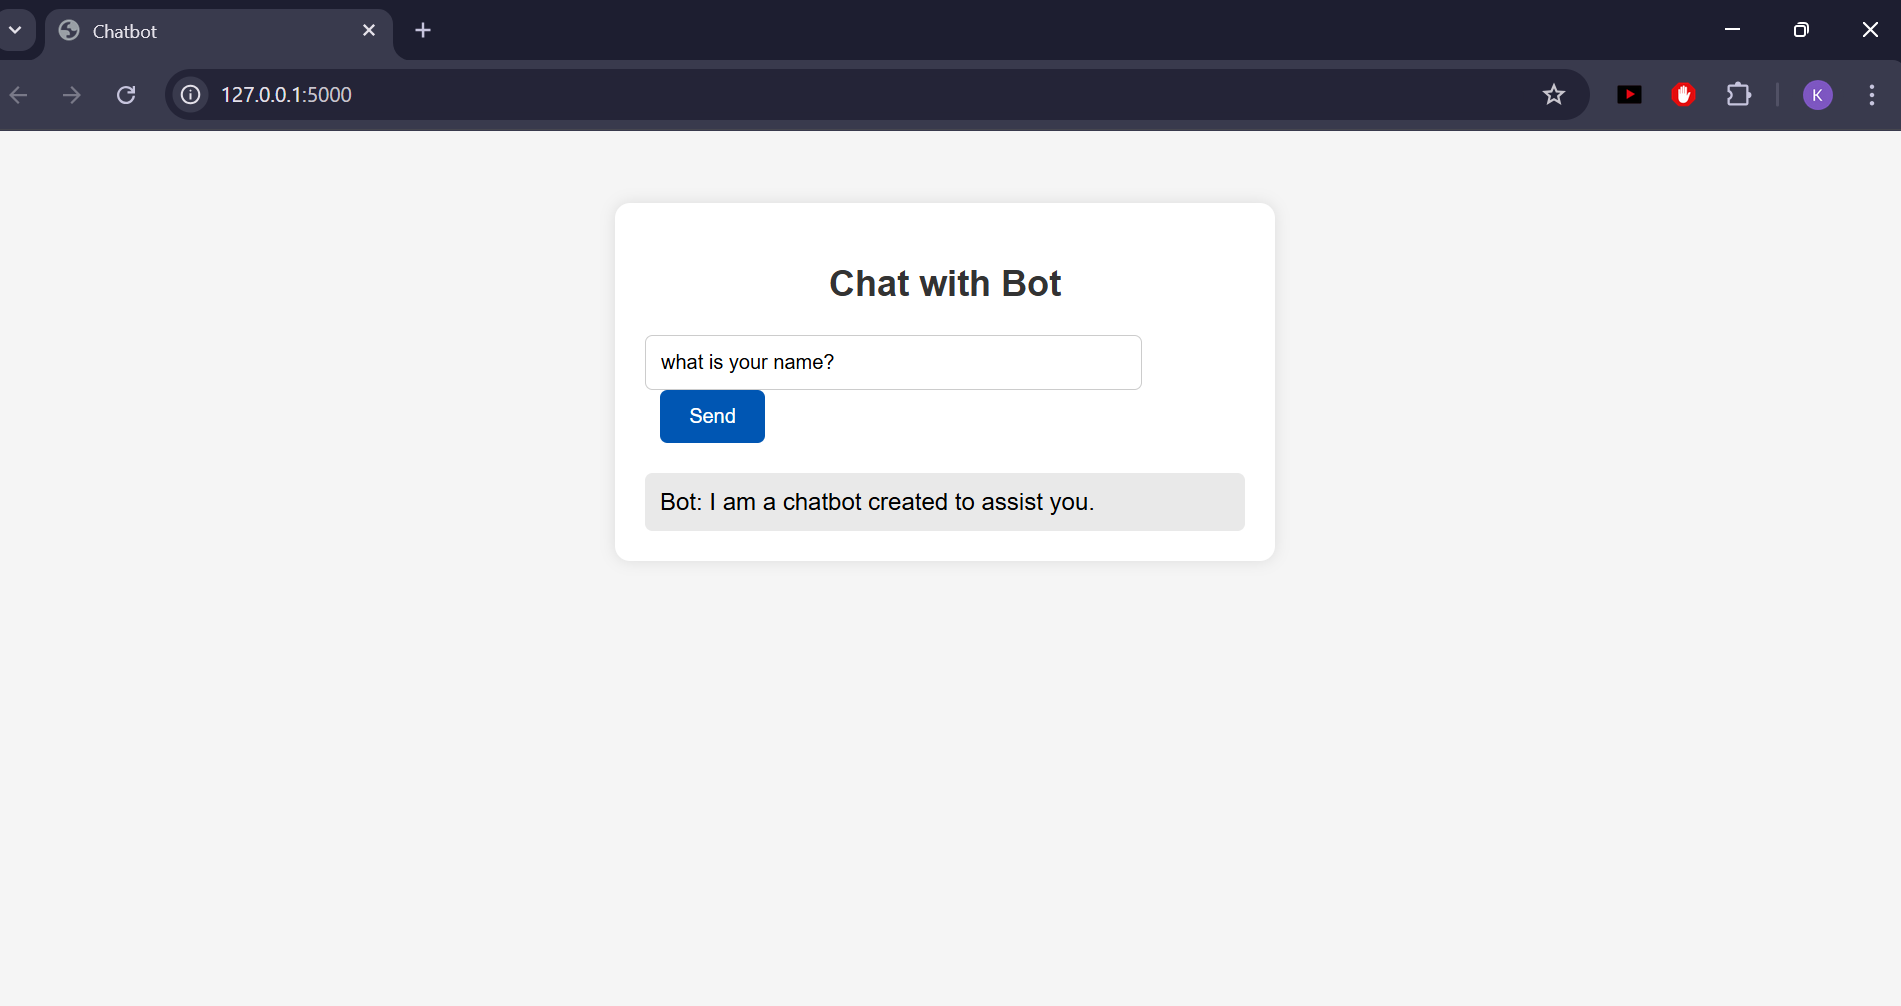 Chatbot
127.0.0.1:5000
K
Chat with Bot
what is your name?
Send
Bot: I am a chatbot created to assist you.